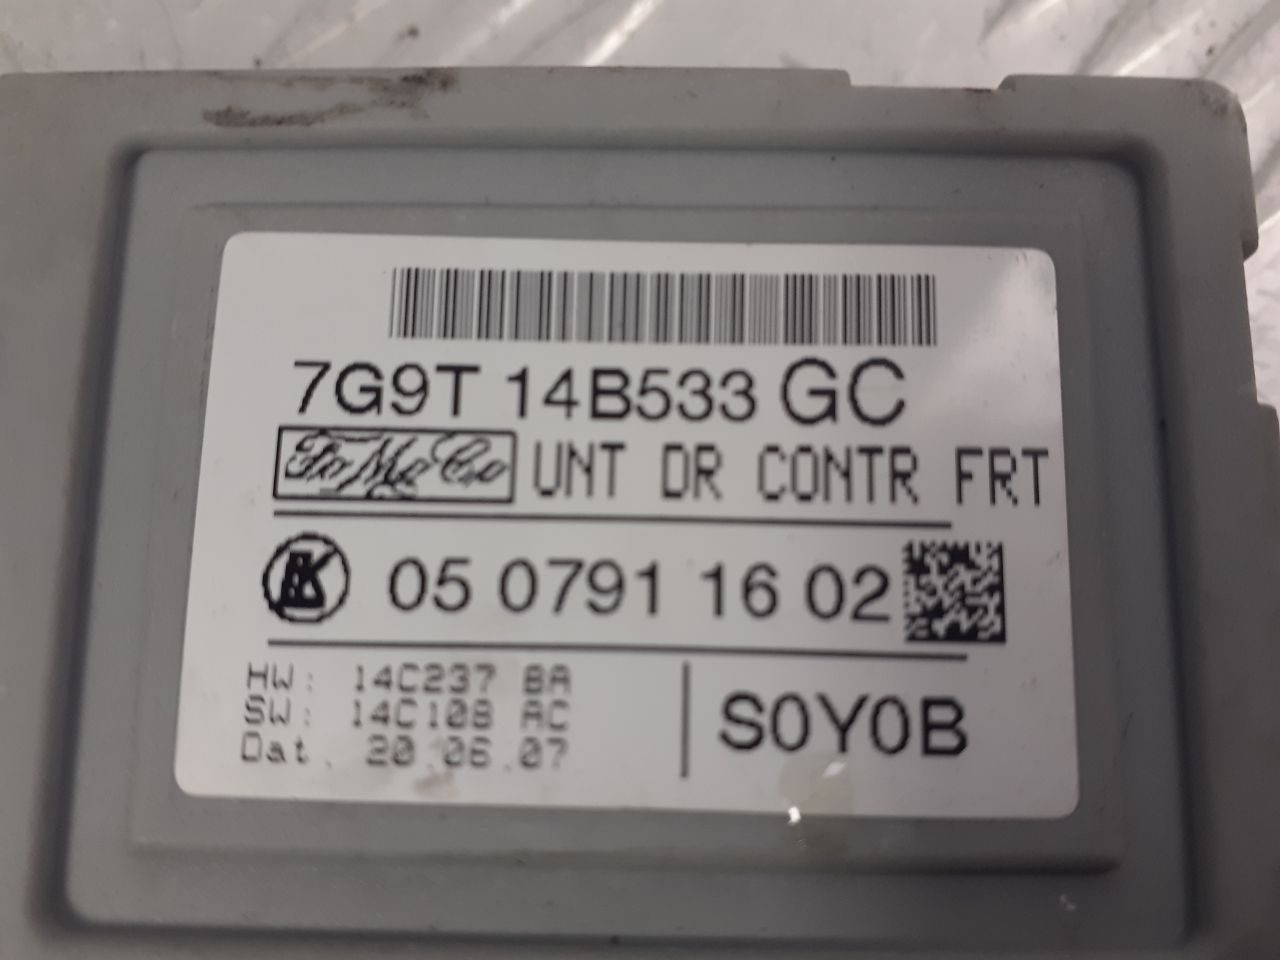 7G9T 14B533 GC
FoMoCo UNT DR CONTR FRT
05 0791 16 02
HW: 14C237 BA
SW: 14C108 AC
Dat. 20.06.07
S0Y0B